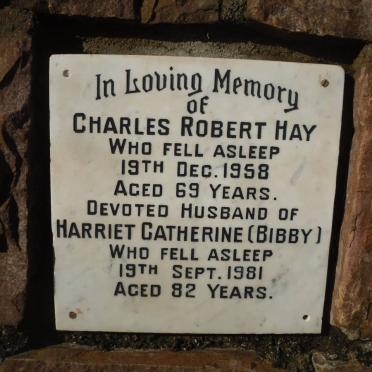 In Loving Memory
of
CHARLES ROBERT HAY
WHO FELL ASLEEP
19TH DEC. 1958
AGED 69 YEARS.
DEVOTED HUSBAND OF
HARRIET CATHERINE (BIBBY)
WHO FELL ASLEEP
19TH SEPT. 1981
AGED 82 YEARS.